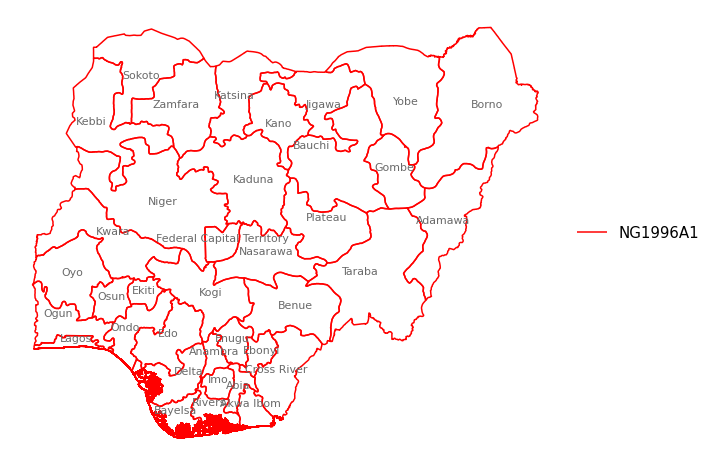 Sokoto
Katsina
Zamfara
Jigawa
Yobe
Borno
Kebbi
Kano
Bauchi
Gombe
Kaduna
Niger
Plateau
Adamawa
Kwara
Federal Capital Territory
NG1996A1
Nasarawa
Oyo
Taraba
Ekiti
Kogi
Osun
Benue
Ogun
Ondo
Edo
Lagos
Enugu
Anambra
Ebonyi
Delta
Cross River
Imo
Abia
Rivers
Akwa Ibom
Bayelsa